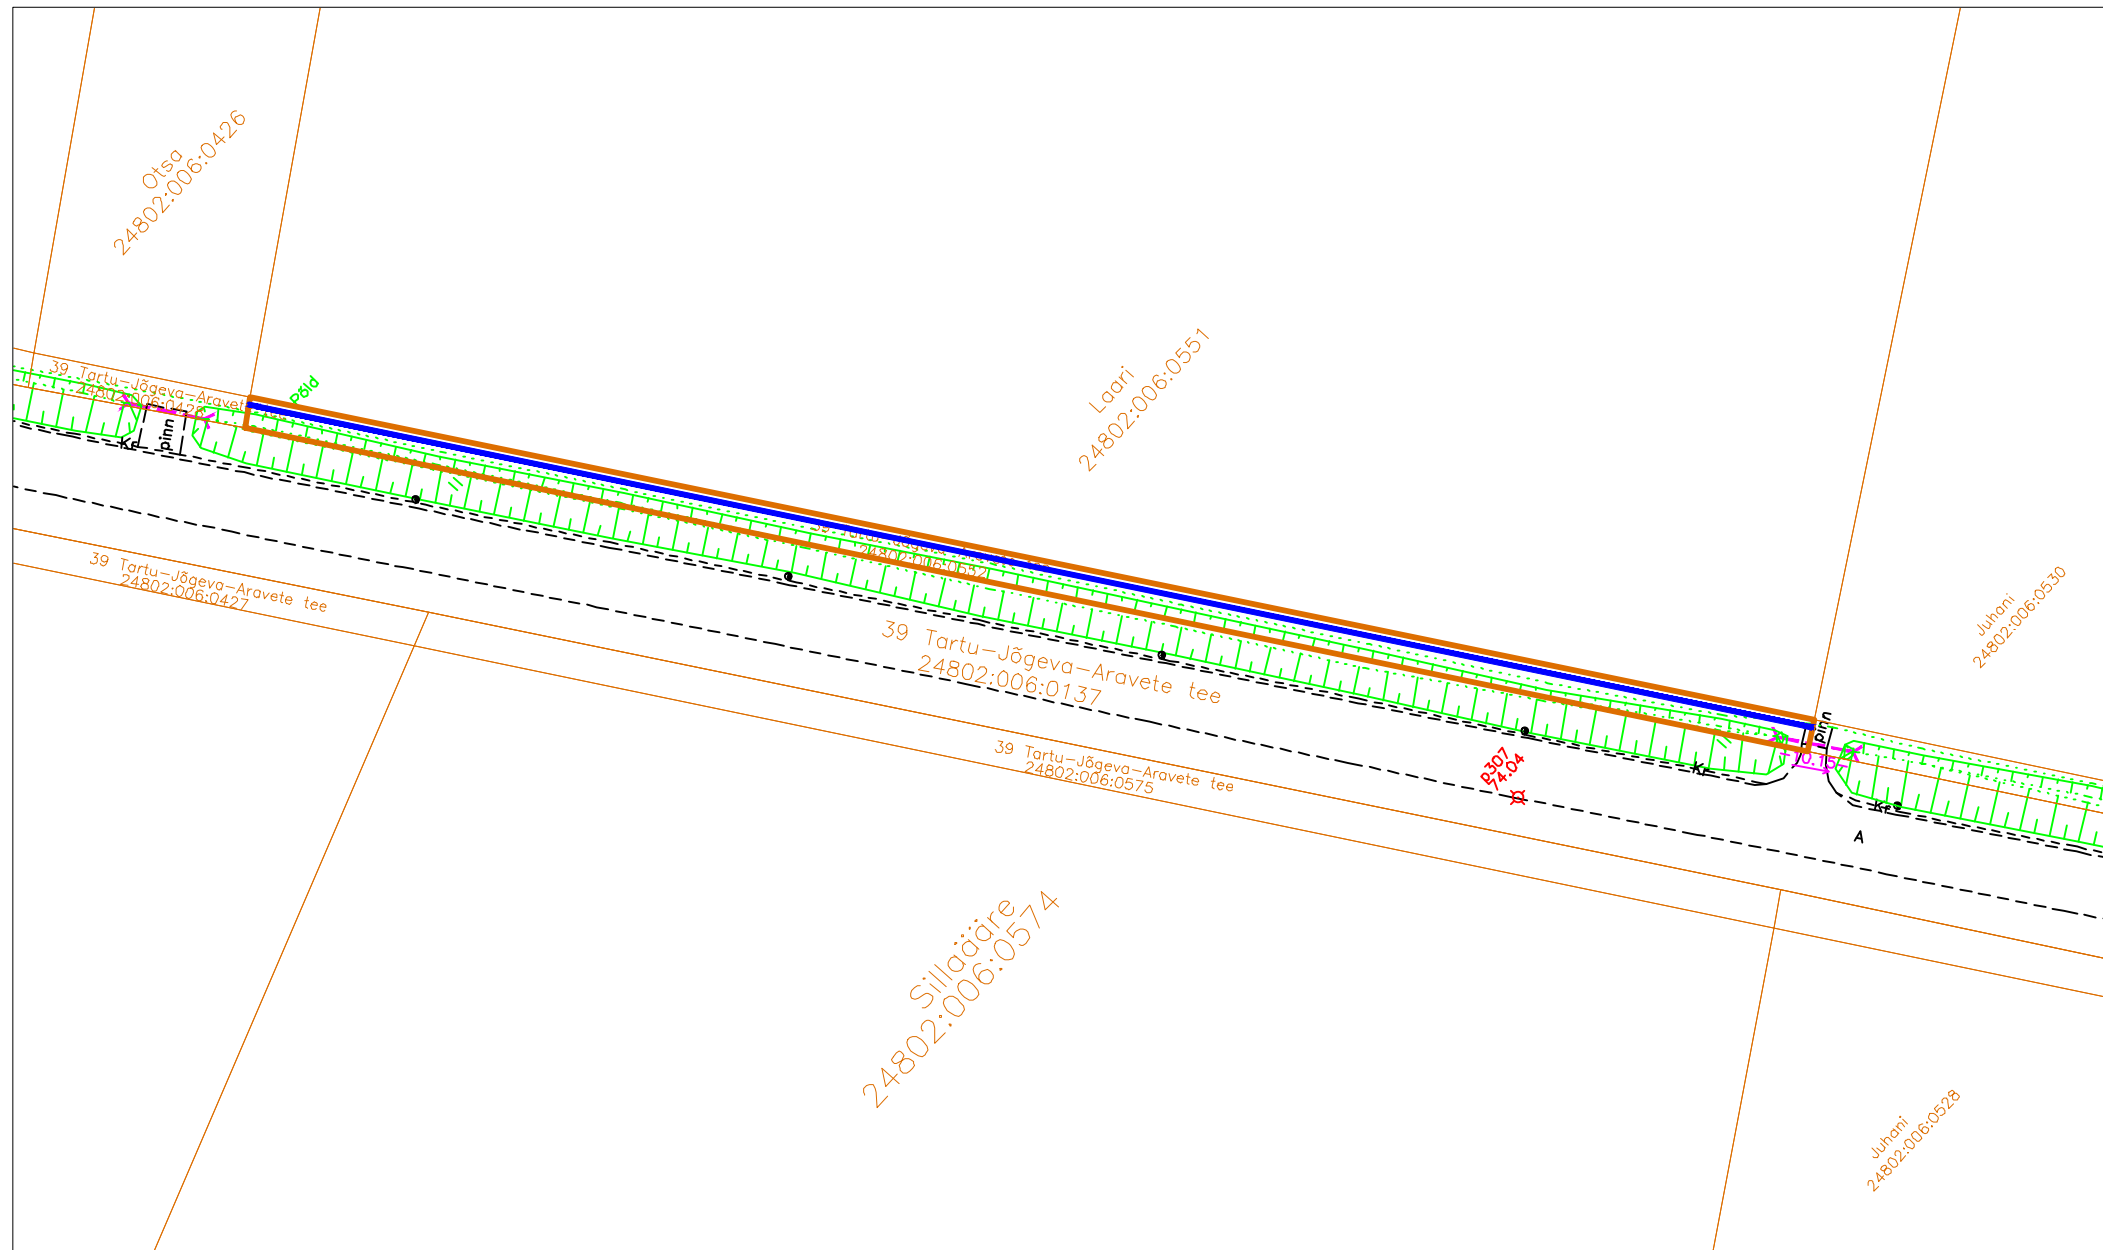 Otsa
24802:006:0426
39 Tartu-Jõgeva-Aravete
24802:006:0428
Põld
Kr
pinn
Laari
24802:006:0551
24802:006:0552
39 Tartu-Jõgeva-Aravete tee
24802:006:0427
39 Tartu-Jõgeva-Aravete tee
24802:006:0137
39 Tartu-Jõgeva-Aravete tee
24802:006:0575
Juhani
24802:006:0530
p307
74.04
Kr
pinn
10.15
Kr
A
Sillaääre
24802:006:0574
Juhani
24802:006:0528